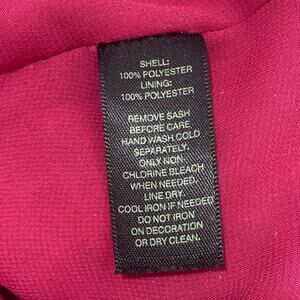 SHELL:
100% POLYESTER
LINING:
100% POLYESTER
REMOVE SASH
BEFORE CARE
HAND WASH COLD
SEPARATELY.
ONLY NON
CHLORINE BLEACH
WHEN NEEDED.
LINE DRY.
COOL IRON IF NEEDED
DO NOT IRON
ON DECORATION
OR DRY CLEAN.